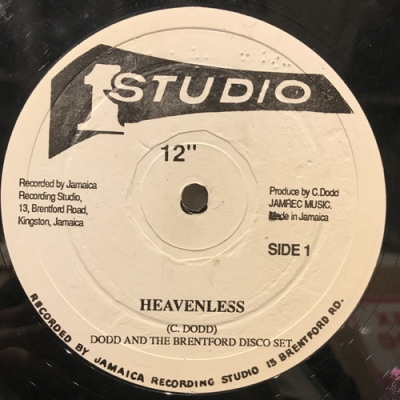 1 STUDIO
12"
Recorded by Jamaica
Recording Studio,
13, Brentford Road,
Kingston, Jamaica
Produce by C.Dodd
JAMREC MUSIC.
Made in Jamaica
SIDE 1
HEAVENLESS
(C. DODD)
DODD AND THE BRENTFORD DISCO SET
RECORDED BY JAMAICA RECORDING STUDIO 13 BRENTFORD RD.